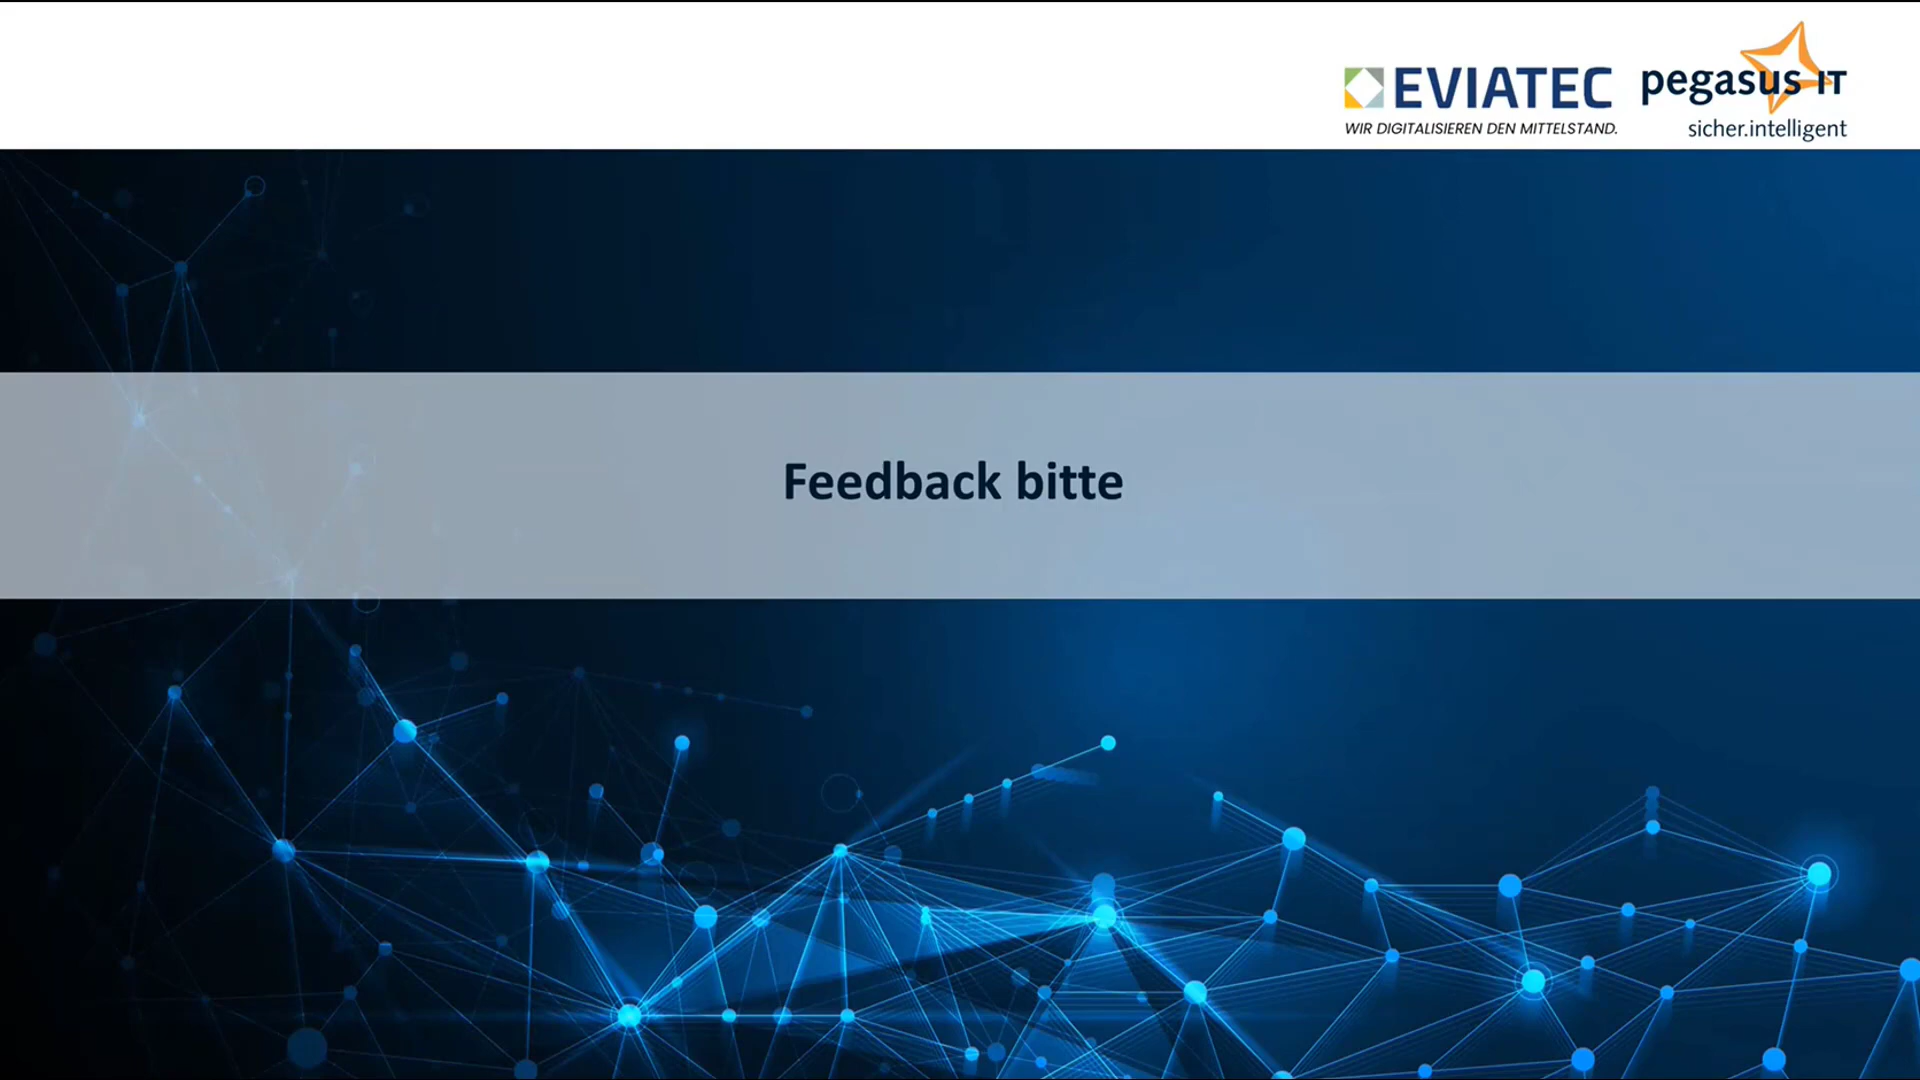 EVIATEC
WIR DIGITALISIEREN DEN MITTELSTAND.
pegasus IT
sicher.intelligent
Feedback bitte